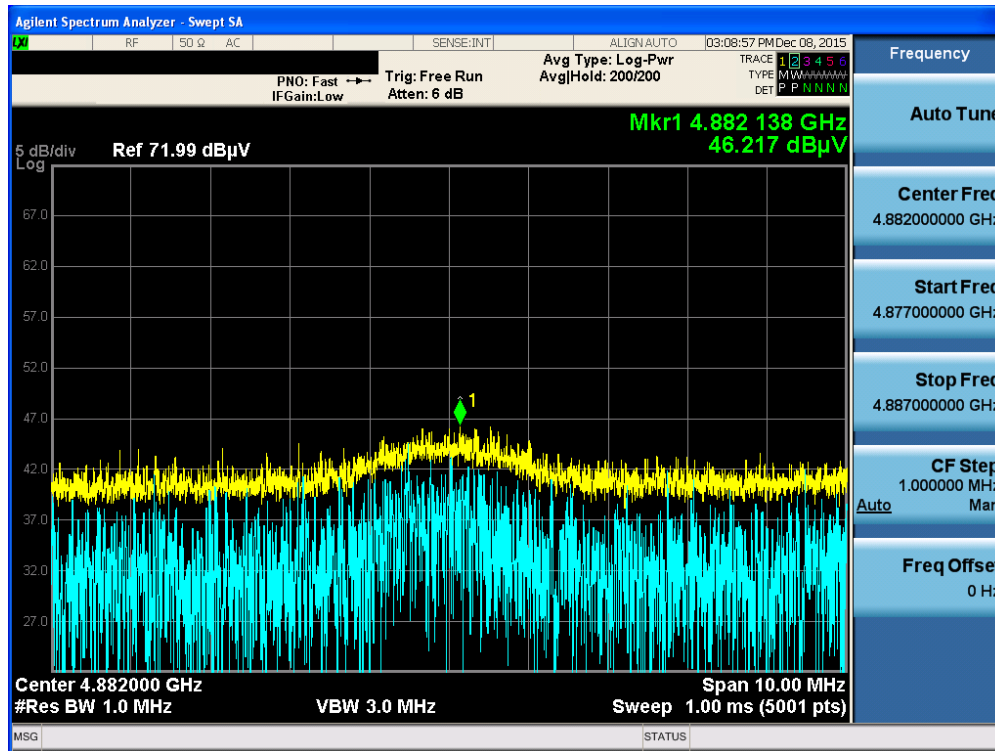 Agilent Spectrum Analyzer - Swept SA
LXI RF 50 Ω AC SENSE:INT ALIGN AUTO 03:08:57 PM Dec 08, 2015
Frequency
Avg Type: Log-Pwr
TRACE 1 2 3 4 5 6
PNO: Fast Trig: Free Run Avg|Hold: 200/200
TYPE M W
IFGain:Low Atten: 6 dB
DET P P N N N N
Auto Tune
Mkr1 4.882 138 GHz
46.217 dBµV
5 dB/div Ref 71.99 dBµV
Log
Center Freq
4.882000000 GHz
67.0
62.0
Start Freq
4.877000000 GHz
57.0
52.0
Stop Freq
4.887000000 GHz
1
47.0
42.0
CF Step
1.000000 MHz
Auto Man
37.0
32.0
Freq Offset
0 Hz
27.0
Center 4.882000 GHz Span 10.00 MHz
#Res BW 1.0 MHz VBW 3.0 MHz Sweep 1.00 ms (5001 pts)
MSG STATUS